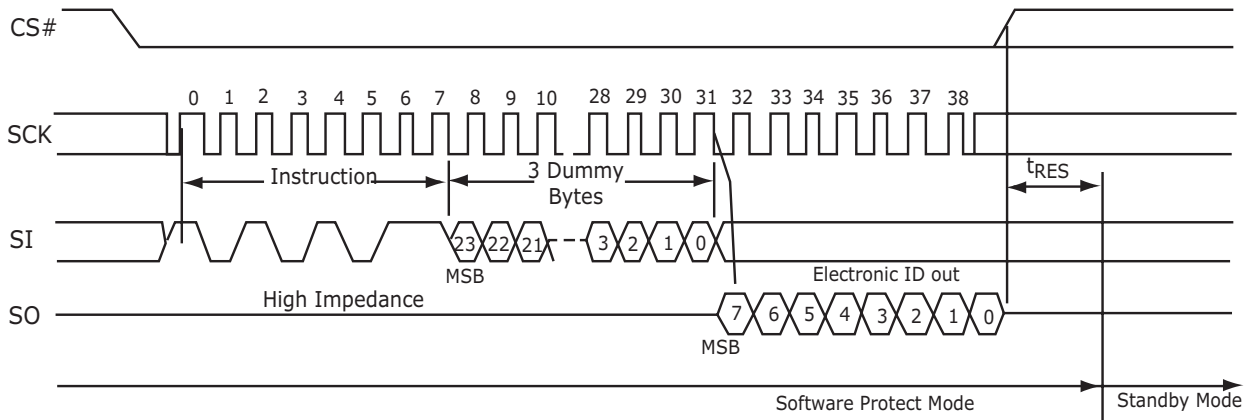 CS#
0 1 2 3 4 5 6 7 8 9 10 28 29 30 31 32 33 34 35 36 37 38
SCK
Instruction
3 Dummy
Bytes
tRES
SI
23 22 21 3 2 1 0
MSB
Electronic ID out
High Impedance
SO
7 6 5 4 3 2 1 0
MSB
Software Protect Mode
Standby Mode